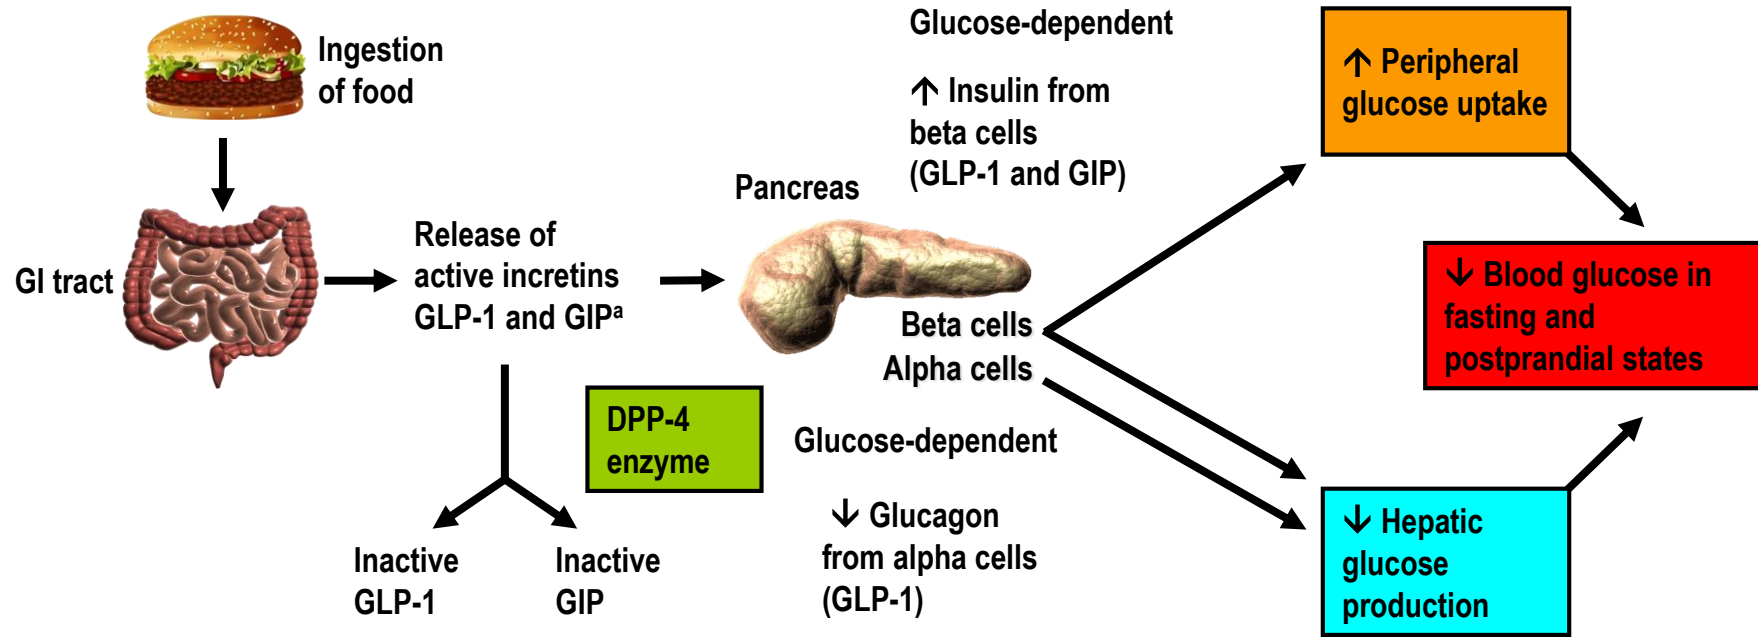 Ingestion
of food
GI tract
Release of
active incretins
GLP-1 and GIPª
Inactive
GLP-1
Inactive
GIP
DPP-4
enzyme
Pancreas
Beta cells
Alpha cells
Glucose-dependent
↑ Insulin from
beta cells
(GLP-1 and GIP)
Glucose-dependent
↓ Glucagon
from alpha cells
(GLP-1)
↑ Peripheral
glucose uptake
↓ Hepatic
glucose
production
↓ Blood glucose in
fasting and
postprandial states